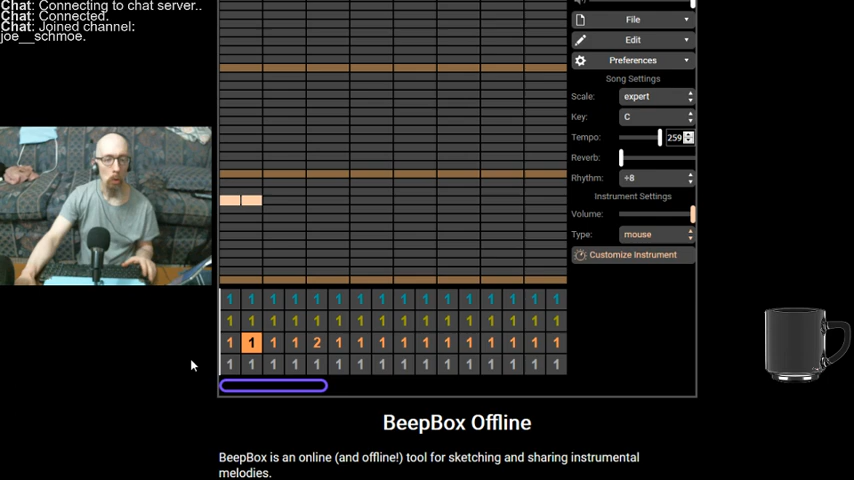 Chat: Connecting to chat server..
Chat: Connected.
Chat: Joined channel:
joe__schmoe.
File
Edit
Preferences
Song Settings
Scale: expert
Key: C
Tempo: 259
Reverb:
Rhythm: ÷8
Instrument Settings
Volume:
Type: mouse
Customize Instrument
1 1 1 1 1 1 1 1 1 1 1 1 1 1 1 1
1 1 1 1 1 1 1 1 1 1 1 1 1 1 1 1
1 1 1 1 2 1 1 1 1 1 1 1 1 1 1 1
1 1 1 1 1 1 1 1 1 1 1 1 1 1 1 1
BeepBox Offline
BeepBox is an online (and offline!) tool for sketching and sharing instrumental
melodies.